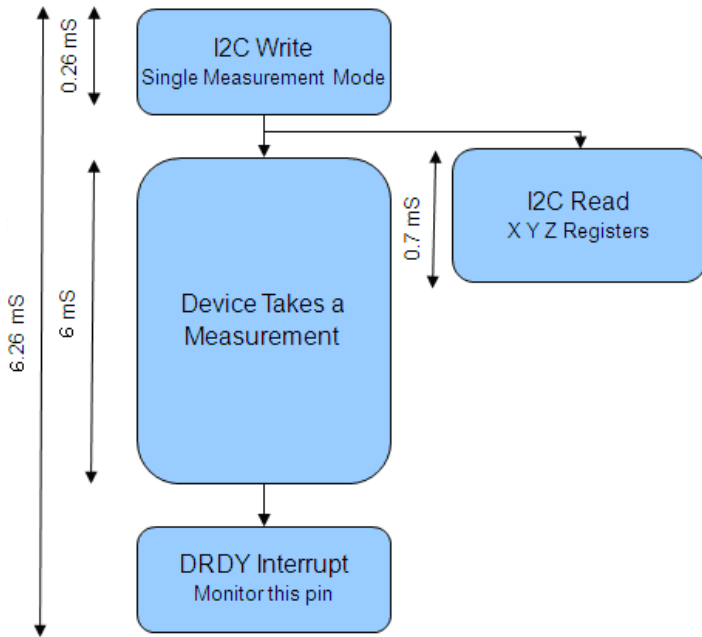 0.26 mS
I2C Write
Single Measurement Mode
6.26 mS
6 mS
Device Takes a
Measurement
0.7 mS
I2C Read
X Y Z Registers
DRDY Interrupt
Monitor this pin